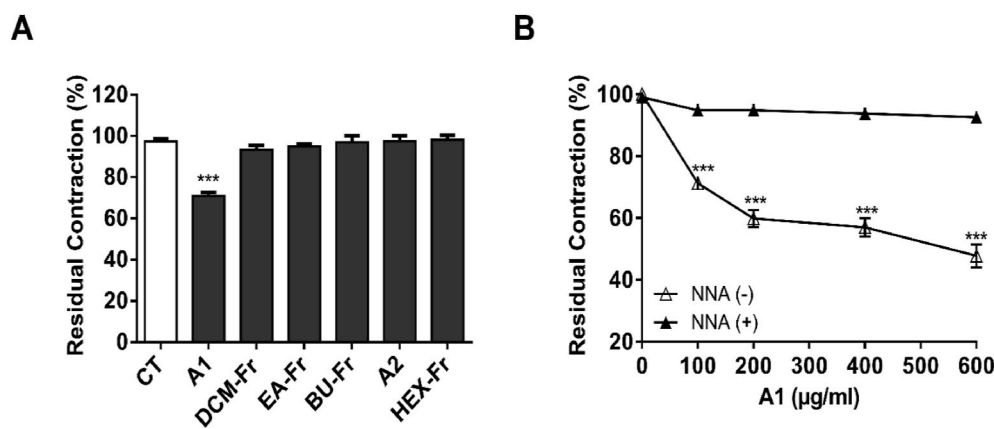 A
Residual Contraction (%)
120
100
80
60
40
20
0
***
CT
A1
DCM-Fr
EA-Fr
BU-Fr
A2
HEX-Fr
B
Residual Contraction (%)
100
80
60
40
20
***
***
***
***
NNA (-)
NNA (+)
0 100 200 300 400 500 600
A1 (µg/ml)